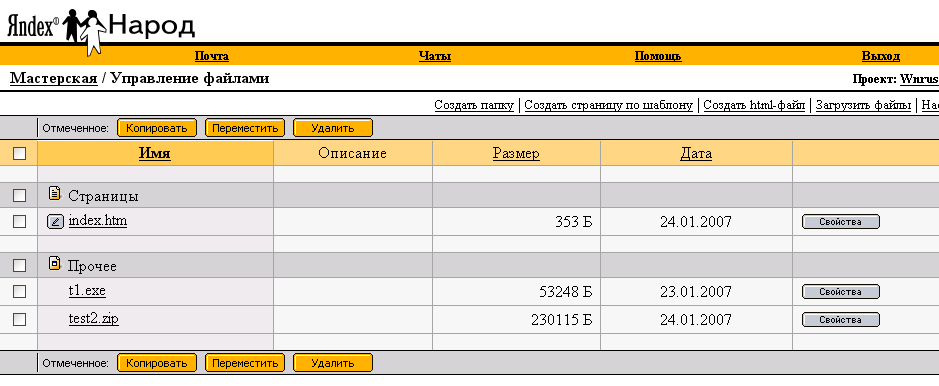 Яndex® Народ
Почта Чаты Помощь Выход
Мастерская / Управление файлами Проект: Wnrus
Создать папку | Создать страницу по шаблону | Создать html-файл | Загрузить файлы | Нас
Отмеченное: Копировать Переместить Удалить
Имя Описание Размер Дата
Страницы
index.htm 353 Б 24.01.2007 Свойства
Прочее
t1.exe 53248 Б 23.01.2007 Свойства
test2.zip 230115 Б 24.01.2007 Свойства
Отмеченное: Копировать Переместить Удалить